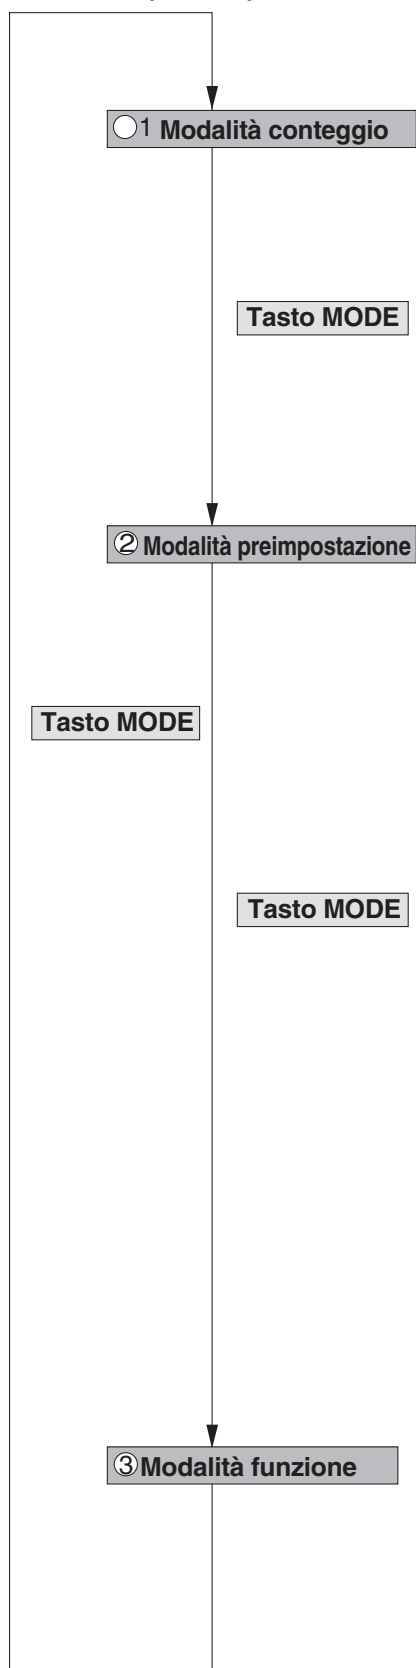 1 Modalità conteggio
Tasto MODE
② Modalità preimpostazione
Tasto MODE
Tasto MODE
③ Modalità funzione